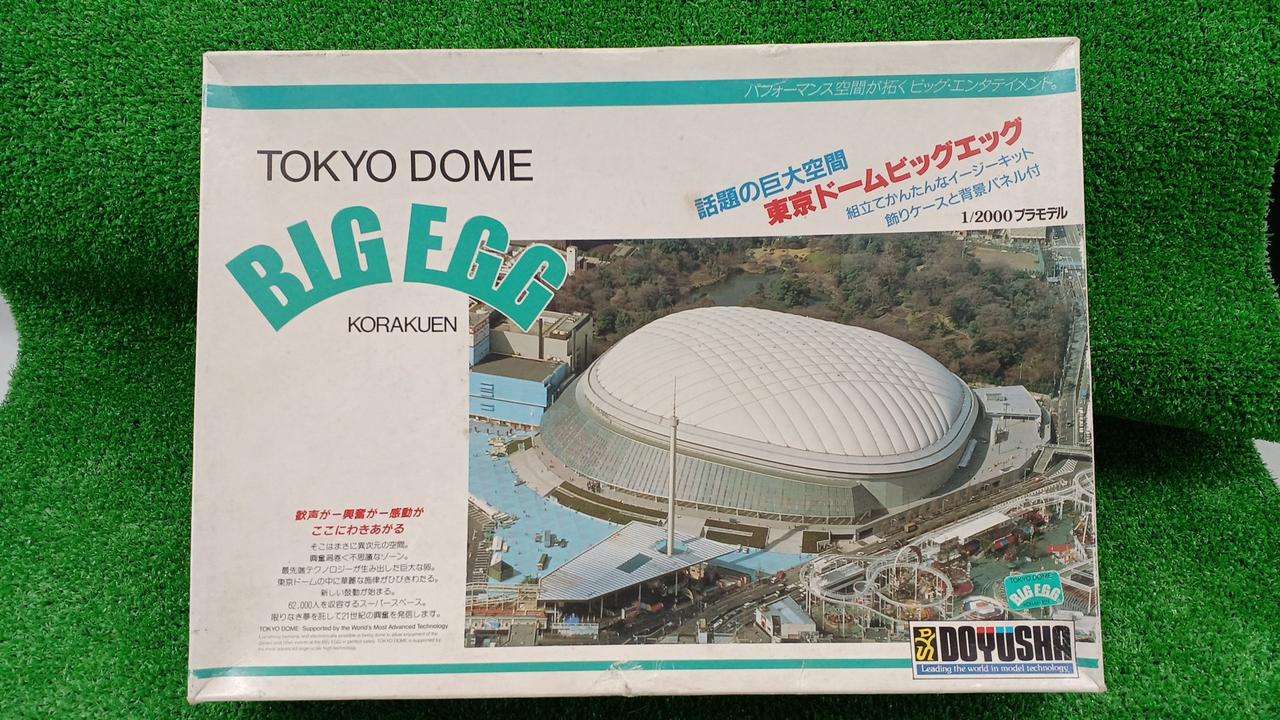 パフォーマンス空間が拓くビッグ・エンタテイメント。
TOKYO DOME
話題の巨大空間
東京ドームビッグエッグ
組立てかんたんなイージーキット
飾りケースと背景パネル付
1/2000プラモデル
BIG EGG
KORAKUEN
歓声が―興奮が―感動が
ここにわきあがる
そこはまさに異次元の空間。
興奮渦巻く不思議なゾーン。
最先端テクノロジーが生み出した巨大な卵。
東京ドームの中に華麗な旋律がひびきわたる。
新しい鼓動が始まる。
62,000人を収容するスーパースペース。
限りなき夢を託して21世紀の興奮を発信します。
TOKYO DOME: Supported by the World's Most Advanced Technology
TOKYO DOME
BIG EGG
DOYUSHA
Leading the world in model technology